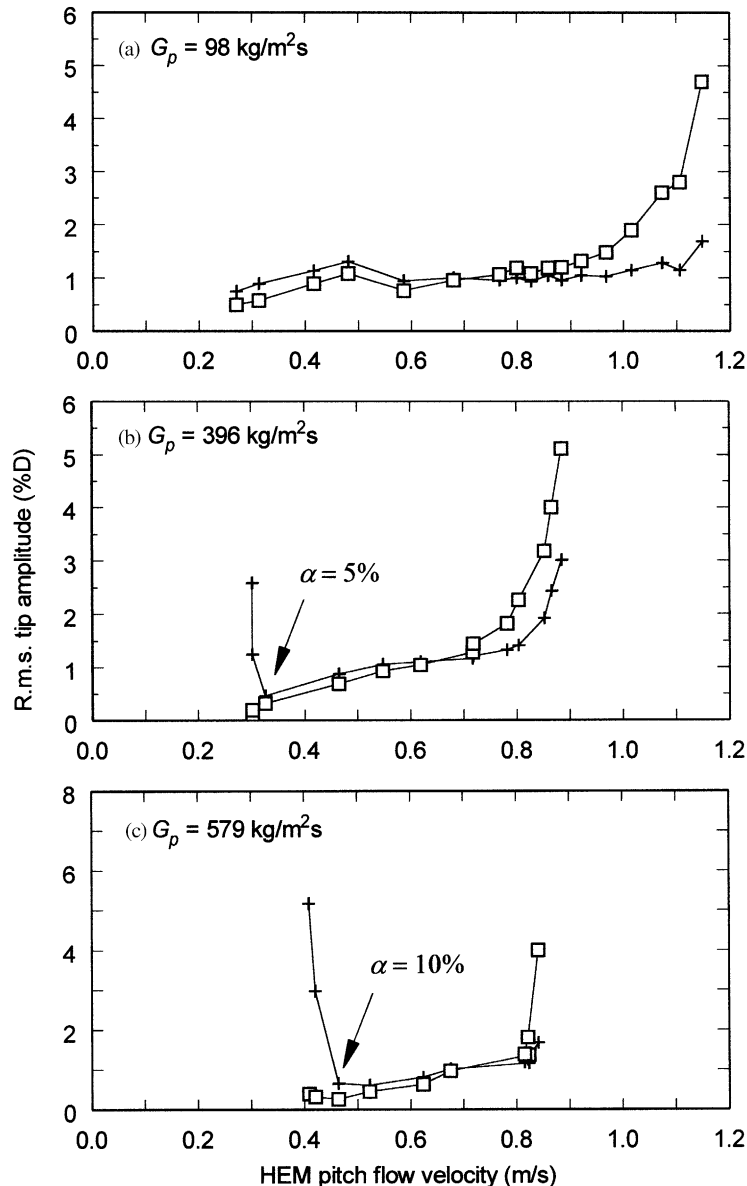 6
(a) Gₚ = 98 kg/m²s
5
4
3
2
1
0
0.0 0.2 0.4 0.6 0.8 1.0 1.2
6
(b) Gₚ = 396 kg/m²s
5
4
α = 5%
3
2
1
0
0.0 0.2 0.4 0.6 0.8 1.0 1.2
R.m.s. tip amplitude (%D)
8
(c) Gₚ = 579 kg/m²s
6
4
α = 10%
2
0
0.0 0.2 0.4 0.6 0.8 1.0 1.2
HEM pitch flow velocity (m/s)